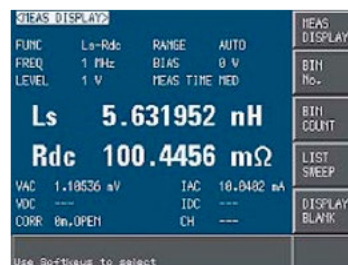 <MEAS DISPLAY>
FUNC Ls-Rdc RANGE AUTO
FREQ 1 MHz BIAS 0 V
LEVEL 1 V MEAS TIME MED
Ls 5.631952 nH
Rdc 100.4456 mΩ
VAC 1.10536 mV IAC 10.0402 mA
VDC --- IDC ---
CORR Om,OPEN CH ---
Use Softkeys to select
MEAS DISPLAY
BIN No.
BIN COUNT
LIST SWEEP
DISPLAY BLANK